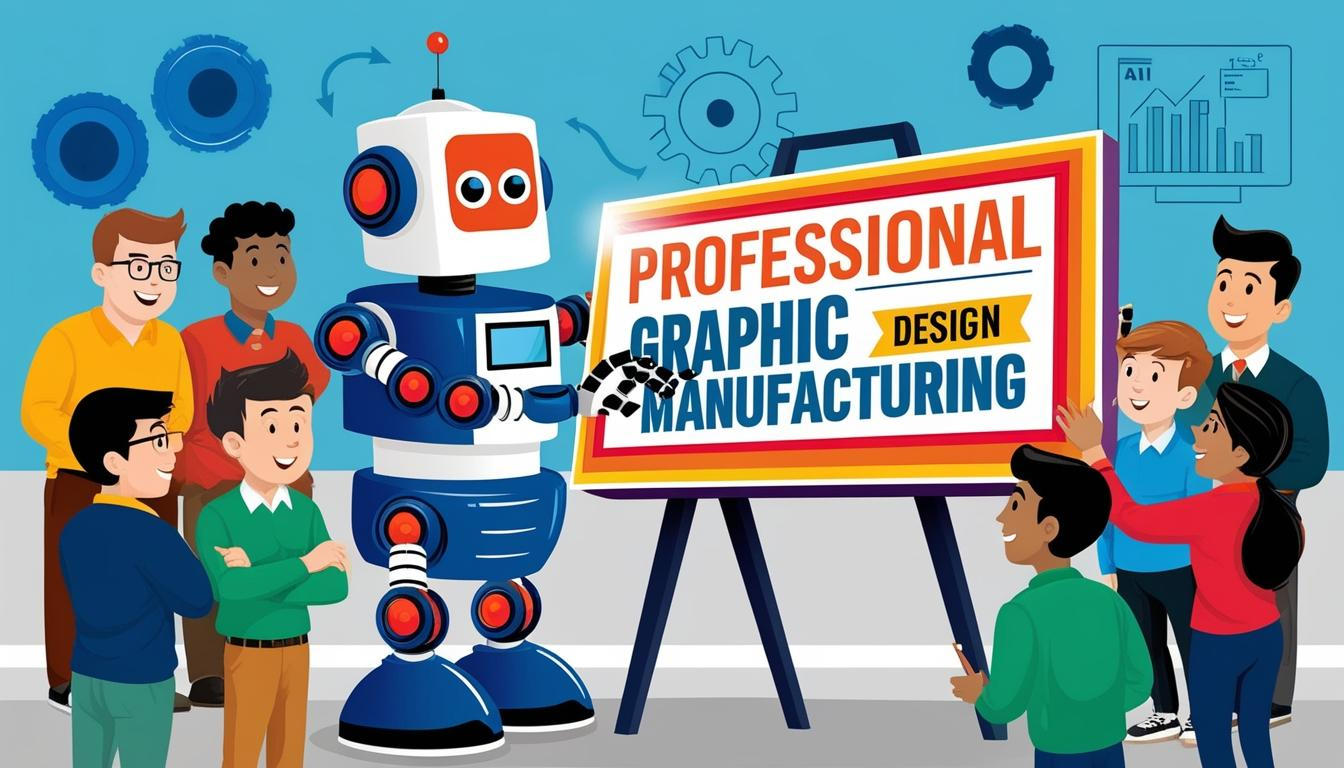 AII
PROFESSIONAL
GRAPHIC
DESIGN
MANUFACTURING